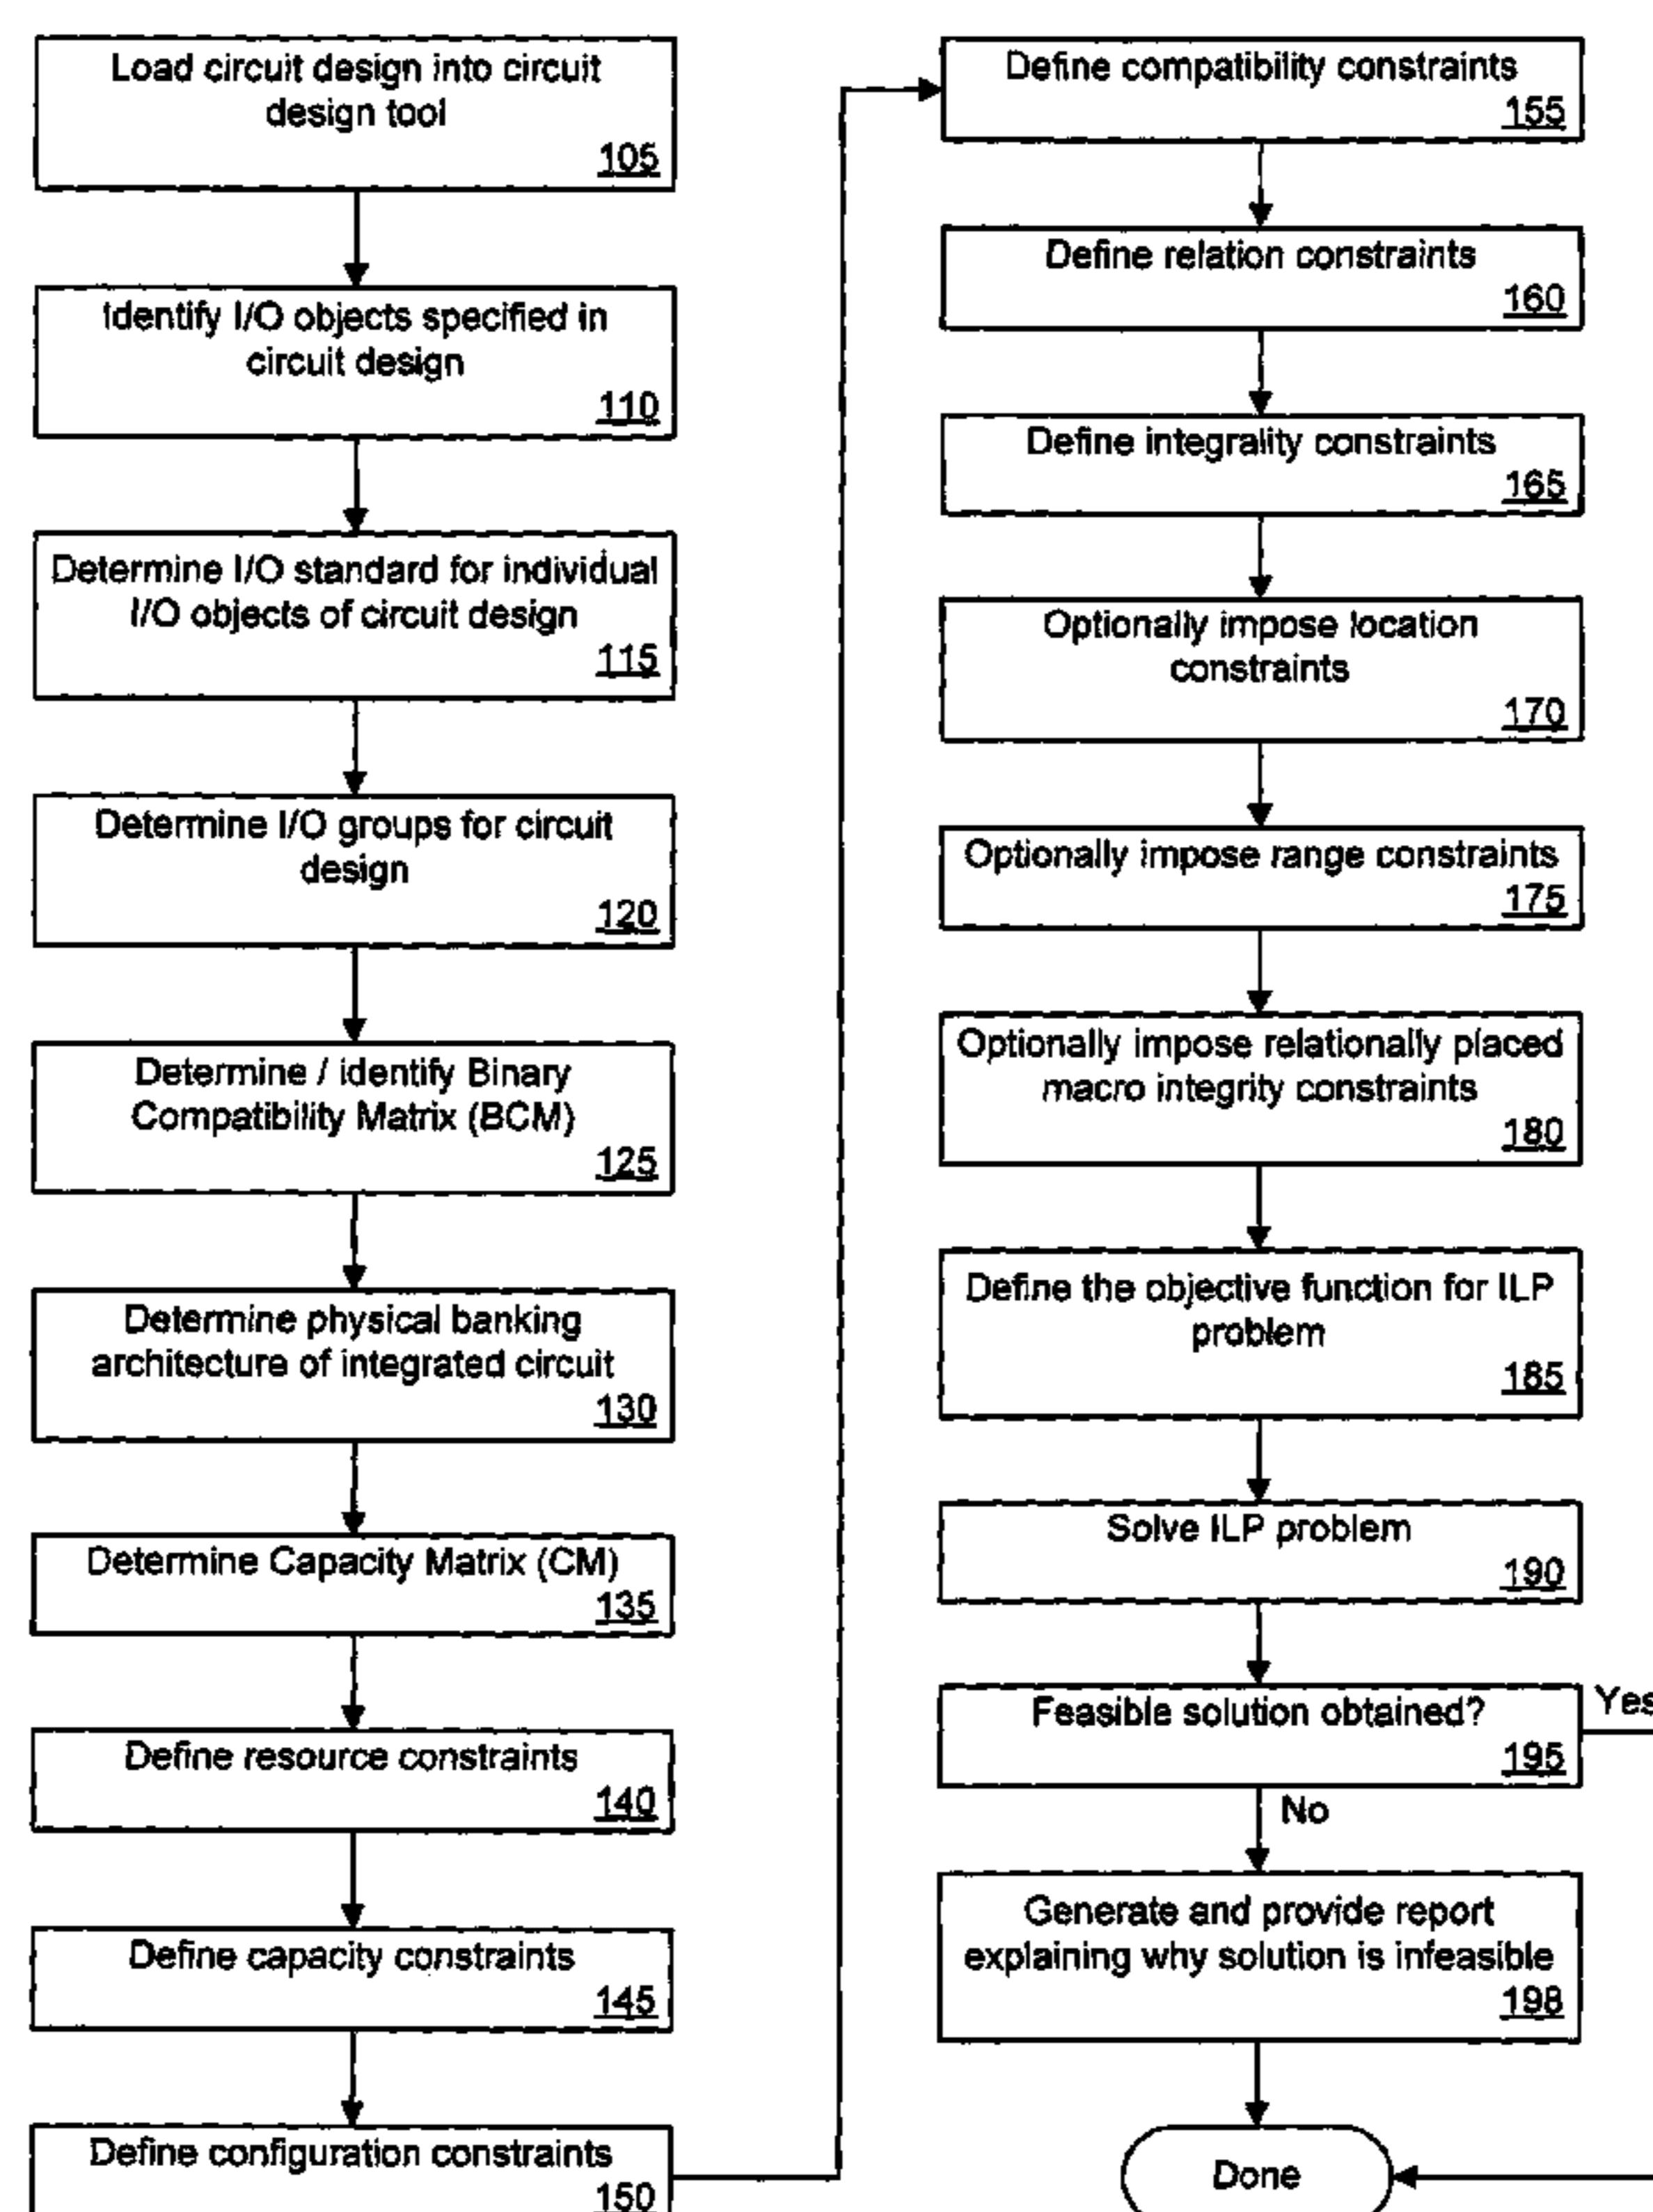 Load circuit design into circuit
design tool
105
Identify I/O objects specified in
circuit design
110
Determine I/O standard for individual
I/O objects of circuit design
115
Determine I/O groups for circuit
design
120
Determine / identify Binary
Compatibility Matrix (BCM)
125
Determine physical banking
architecture of integrated circuit
130
Determine Capacity Matrix (CM)
135
Define resource constraints
140
Define capacity constraints
145
Define configuration constraints
150
Define compatibility constraints
155
Define relation constraints
160
Define integrality constraints
165
Optionally impose location
constraints
170
Optionally impose range constraints
175
Optionally impose relationally placed
macro integrity constraints
180
Define the objective function for ILP
problem
185
Solve ILP problem
190
Feasible solution obtained?
195
Yes
No
Generate and provide report
explaining why solution is infeasible
198
Done